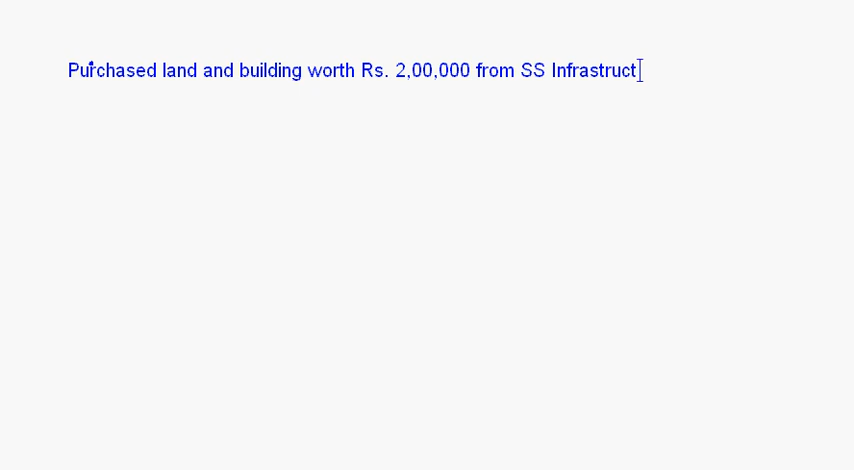 Purchased land and building worth Rs. 2,00,000 from SS Infrastruct